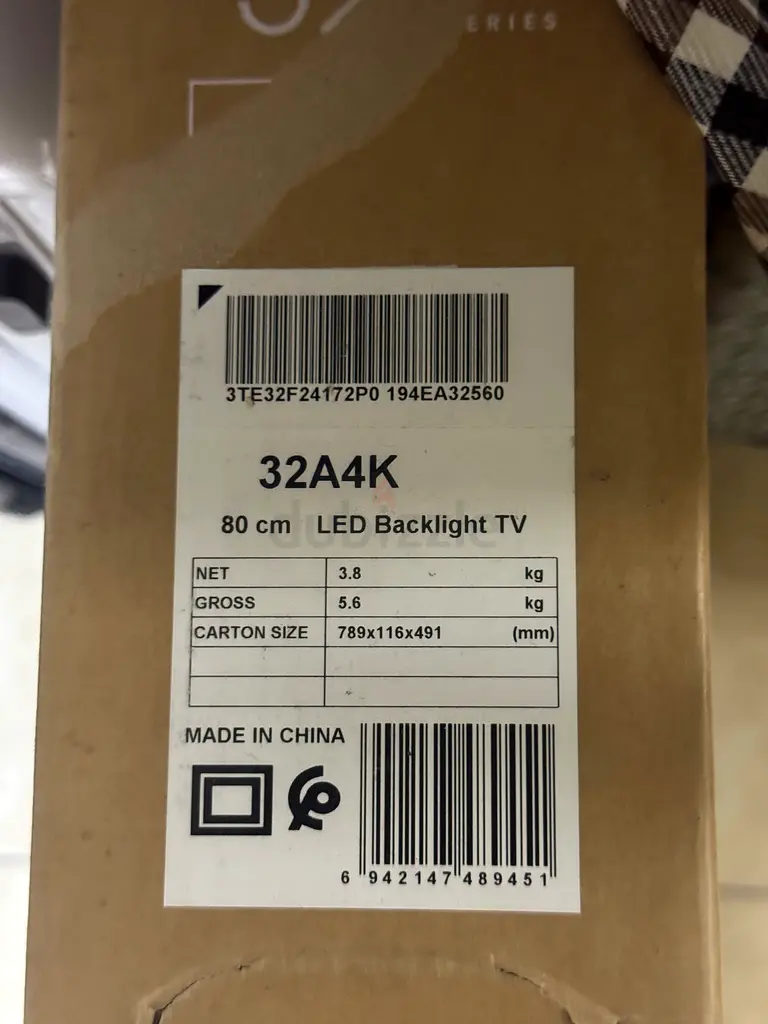 ERIES
3TE32F24172P0 194EA32560
32A4K
80 cm LED Backlight TV
dubizzle
NET 3.8 kg
GROSS 5.6 kg
CARTON SIZE 789x116x491 (mm)
MADE IN CHINA
6 942147 489451